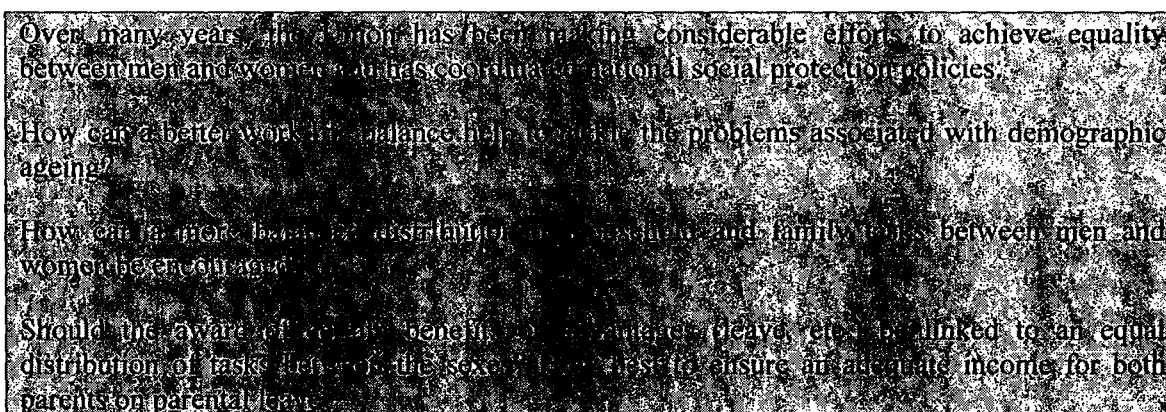 Over many years, the Union has been making considerable efforts to achieve equality
between men and women and has coordinated national social protection policies.
How can a better work/life balance help to tackle the problems associated with demographic
ageing?
How can a more balanced distribution of household and family tasks between men and
women be encouraged?
Should the award of certain benefits or advantages (leave, etc.) be linked to an equal
distribution of tasks between the sexes? How best to ensure an adequate income for both
parents on parental leave?